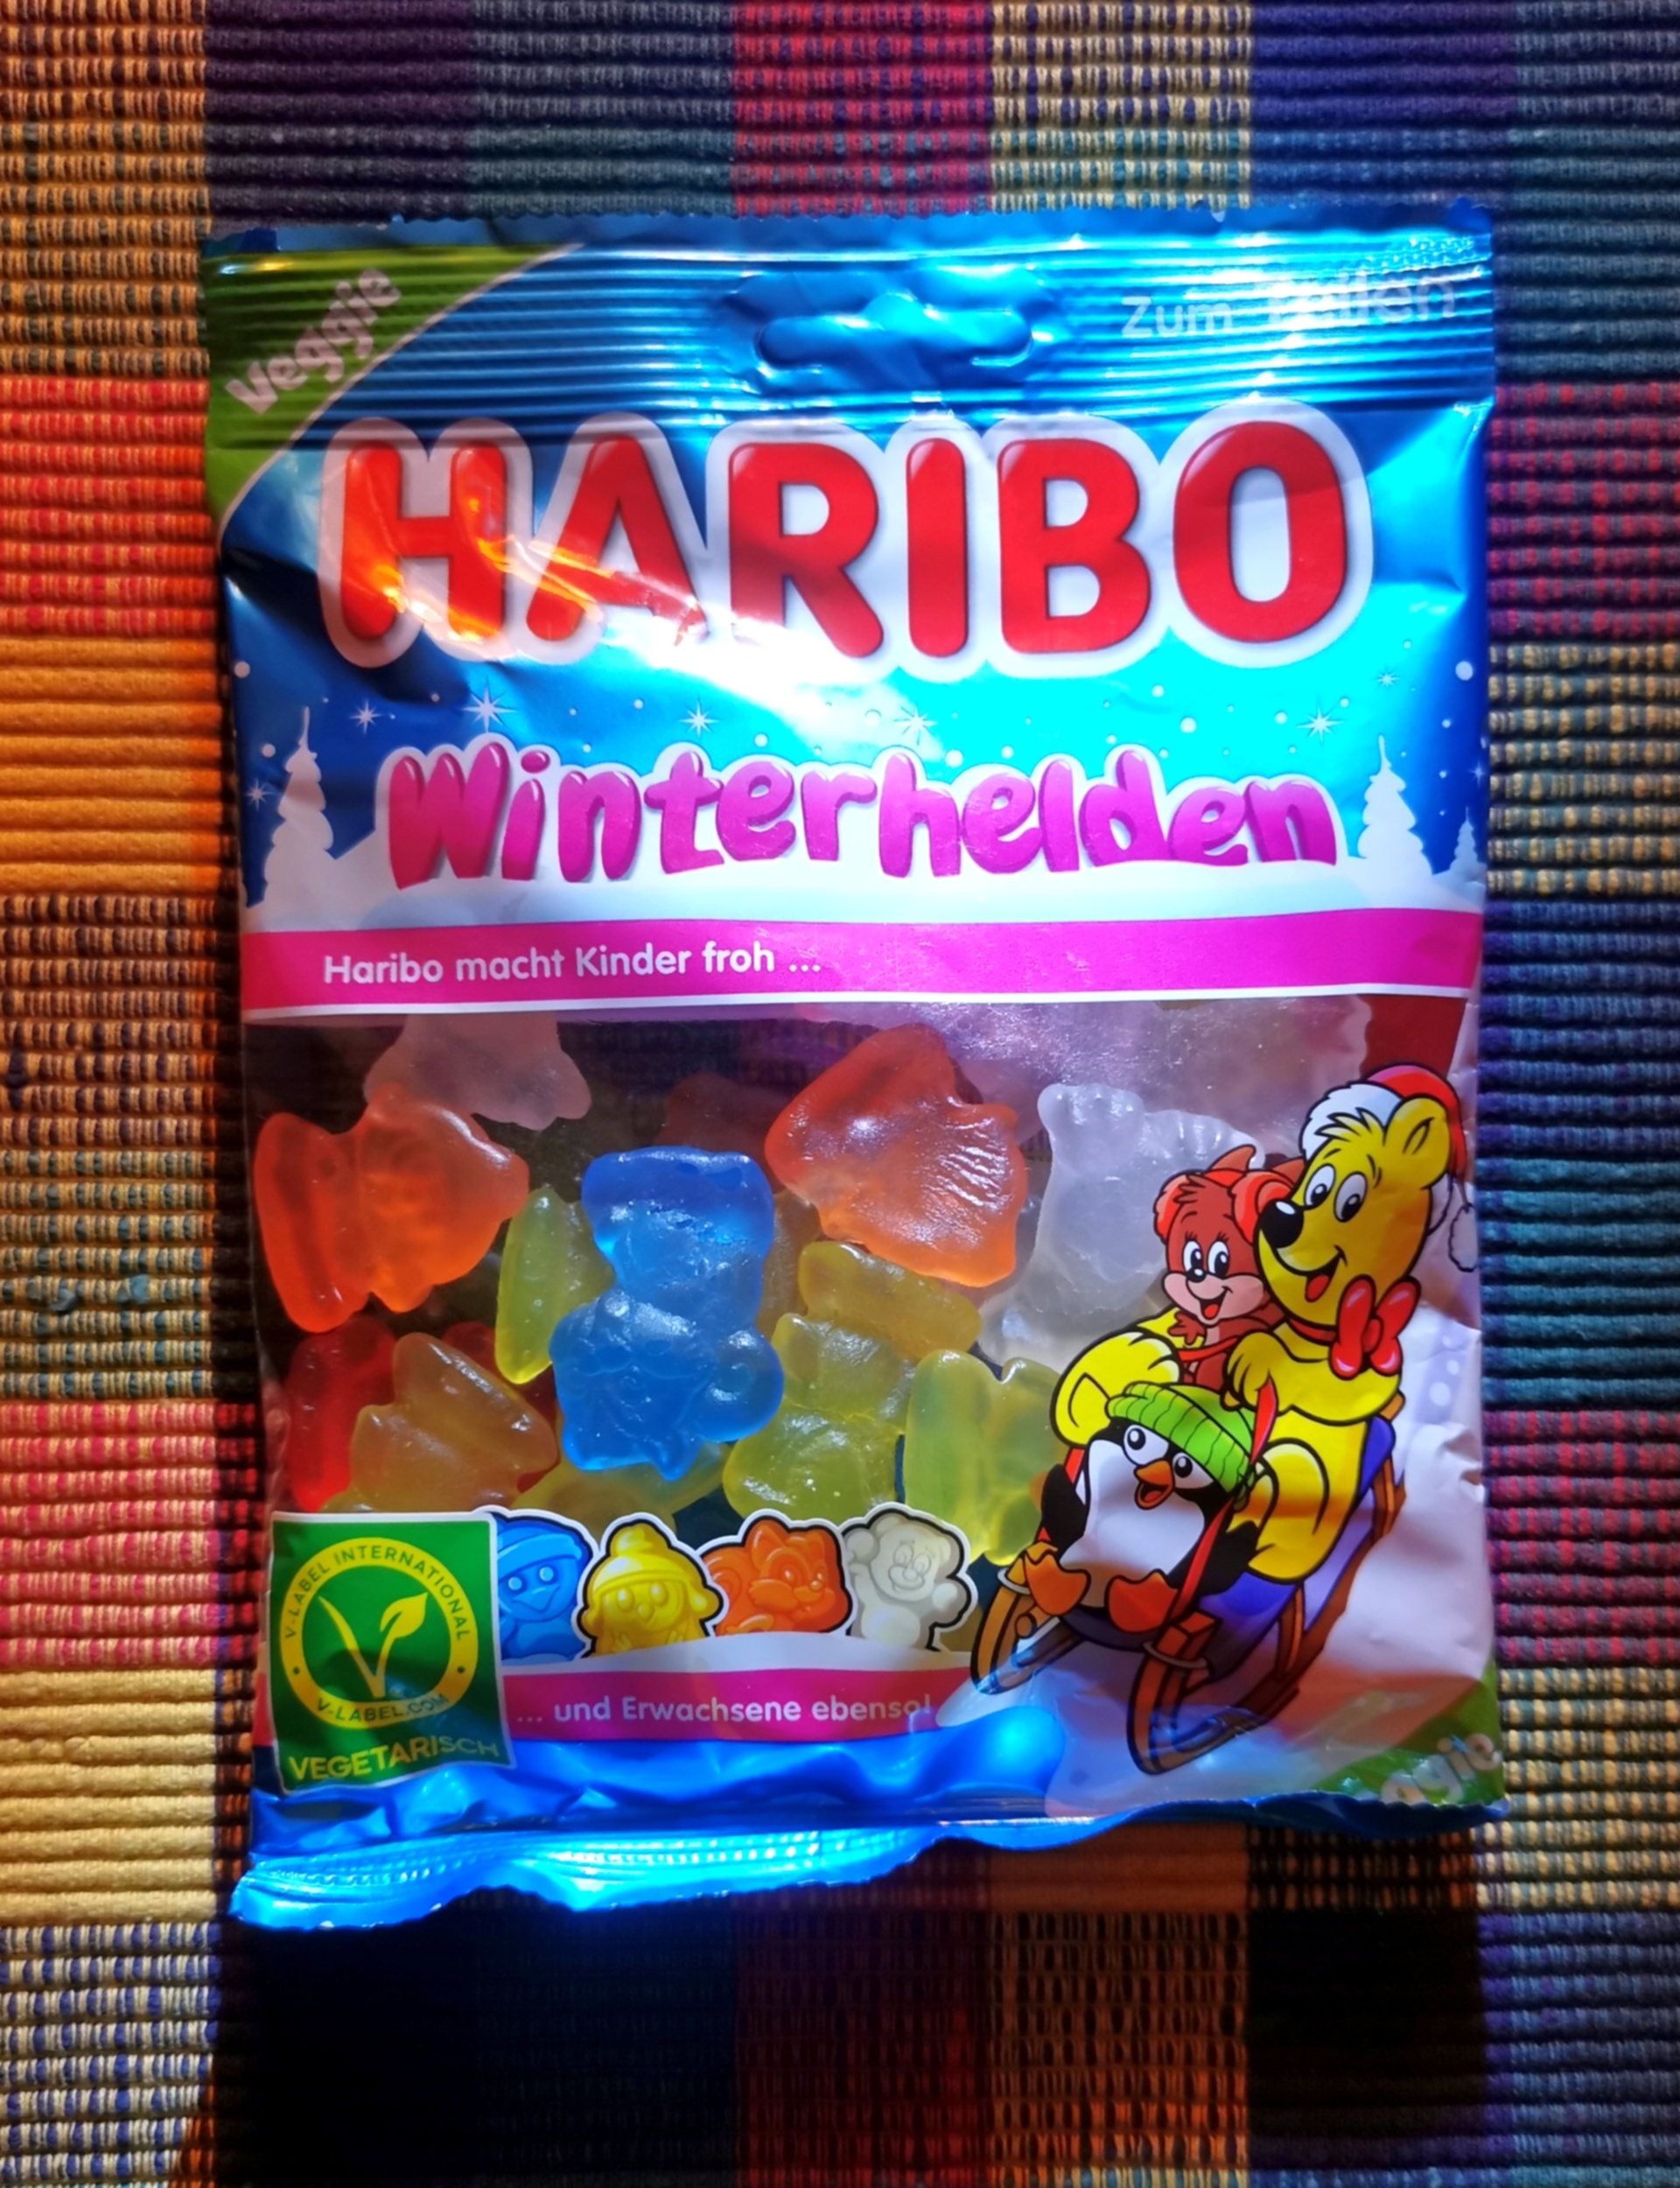 Veggie
Zum Teilen
HARIBO
Winterhelden
Haribo macht Kinder froh ...
V-LABEL INTERNATIONAL
V-LABEL.COM
VEGETARISCH
... und Erwachsene ebenso!